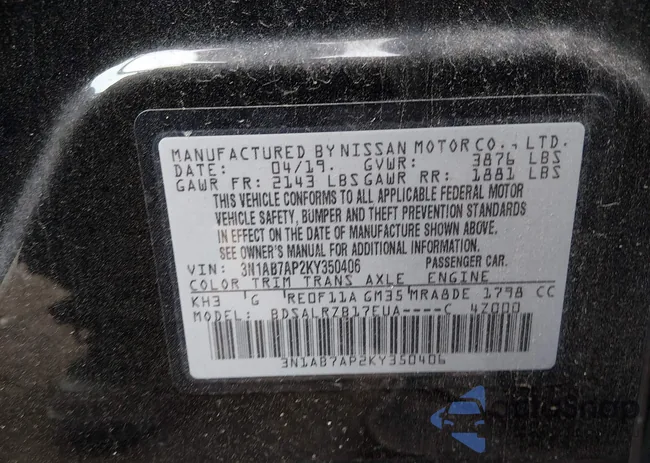 MANUFACTURED BY NISSAN MOTOR CO., LTD.
DATE: 04/19. GVWR: 3876 LBS
GAWR FR: 2143 LBS GAWR RR: 1881 LBS
THIS VEHICLE CONFORMS TO ALL APPLICABLE FEDERAL MOTOR
VEHICLE SAFETY, BUMPER AND THEFT PREVENTION STANDARDS
IN EFFECT ON THE DATE OF MANUFACTURE SHOWN ABOVE.
SEE OWNER'S MANUAL FOR ADDITIONAL INFORMATION.
VIN: 3N1AB7AP2KY350406 PASSENGER CAR.
COLOR TRIM TRANS AXLE ENGINE
KH3 G RE0F11A GM35 MRA8DE 1798 CC
MODEL: BDSALRZB17EUA----C 4Z000
3N1AB7AP2KY350406